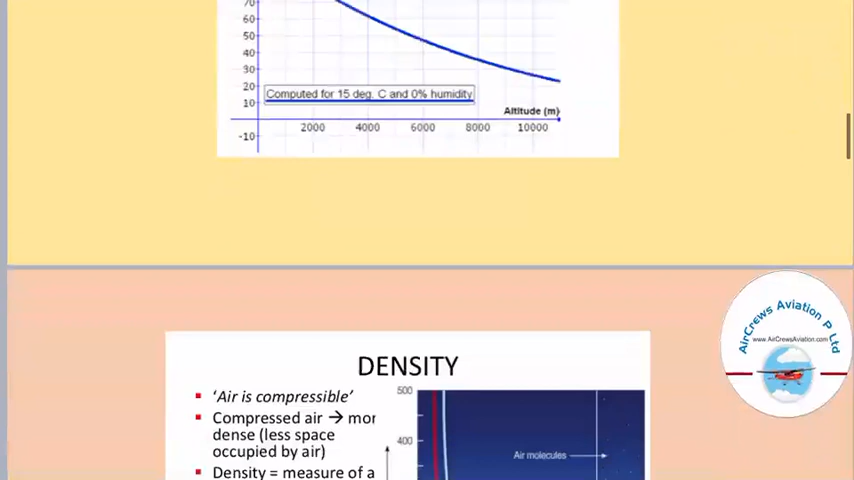 70
60
50
40
30
20
10
-10
Computed for 15 deg. C and 0% humidity
Altitude (m)
2000 4000 6000 8000 10000
AirCrews Aviation P Ltd
www.AirCrewsAviation.com
DENSITY
▪ ‘Air is compressible’
▪ Compressed air → mor
dense (less space
occupied by air)
▪ Density = measure of a
500
400
Air molecules